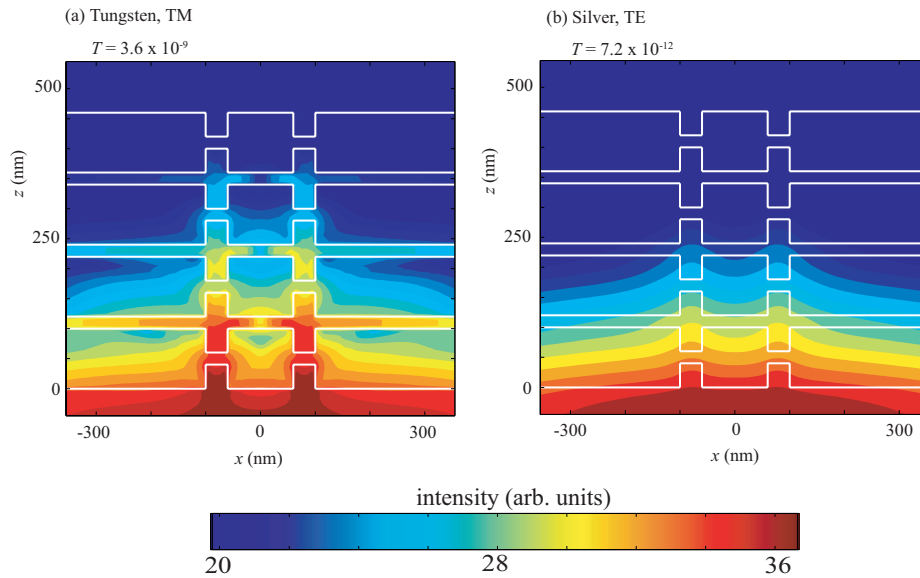 (a) Tungsten, TM
T = 3.6 x 10-9
500
250
0
z (nm)
-300 0 300
x (nm)
(b) Silver, TE
T = 7.2 x 10-12
500
250
0
z (nm)
-300 0 300
x (nm)
intensity (arb. units)
20 28 36